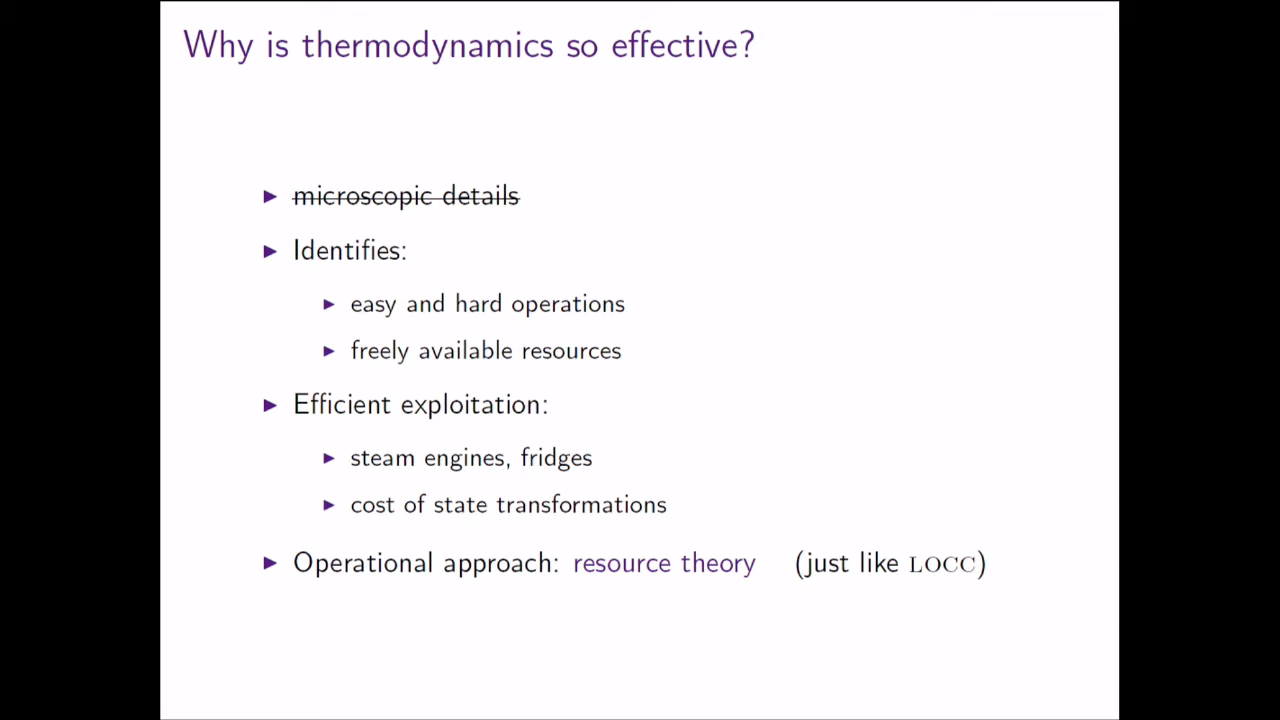 Why is thermodynamics so effective?
▶ microscopic details
▶ Identifies:
▶ easy and hard operations
▶ freely available resources
▶ Efficient exploitation:
▶ steam engines, fridges
▶ cost of state transformations
▶ Operational approach: resource theory (just like LOCC)